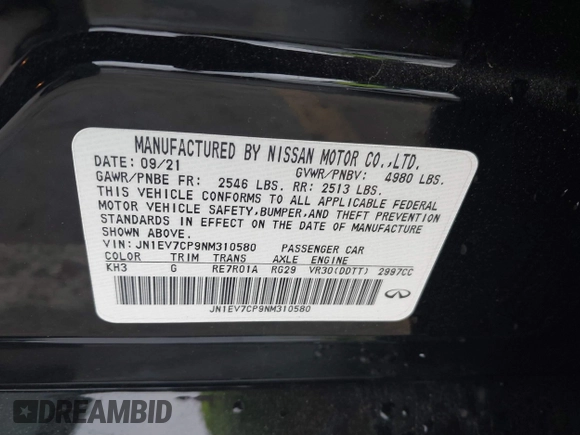 MANUFACTURED BY NISSAN MOTOR CO.,LTD.
DATE: 09/21 GVWR/PNBV: 4980 LBS.
GAWR/PNBE FR: 2546 LBS. RR: 2513 LBS.
THIS VEHICLE CONFORMS TO ALL APPLICABLE FEDERAL
MOTOR VEHICLE SAFETY,BUMPER,AND THEFT PREVENTION
STANDARDS IN EFFECT ON THE DATE OF MANUFACTURE
SHOWN ABOVE.
VIN: JN1EV7CP9NM310580 PASSENGER CAR
COLOR TRIM TRANS AXLE ENGINE
KH3 G RE7R01A RG29 VR30(DDTT) 2997CC
JN1EV7CP9NM310580
DREAMBID